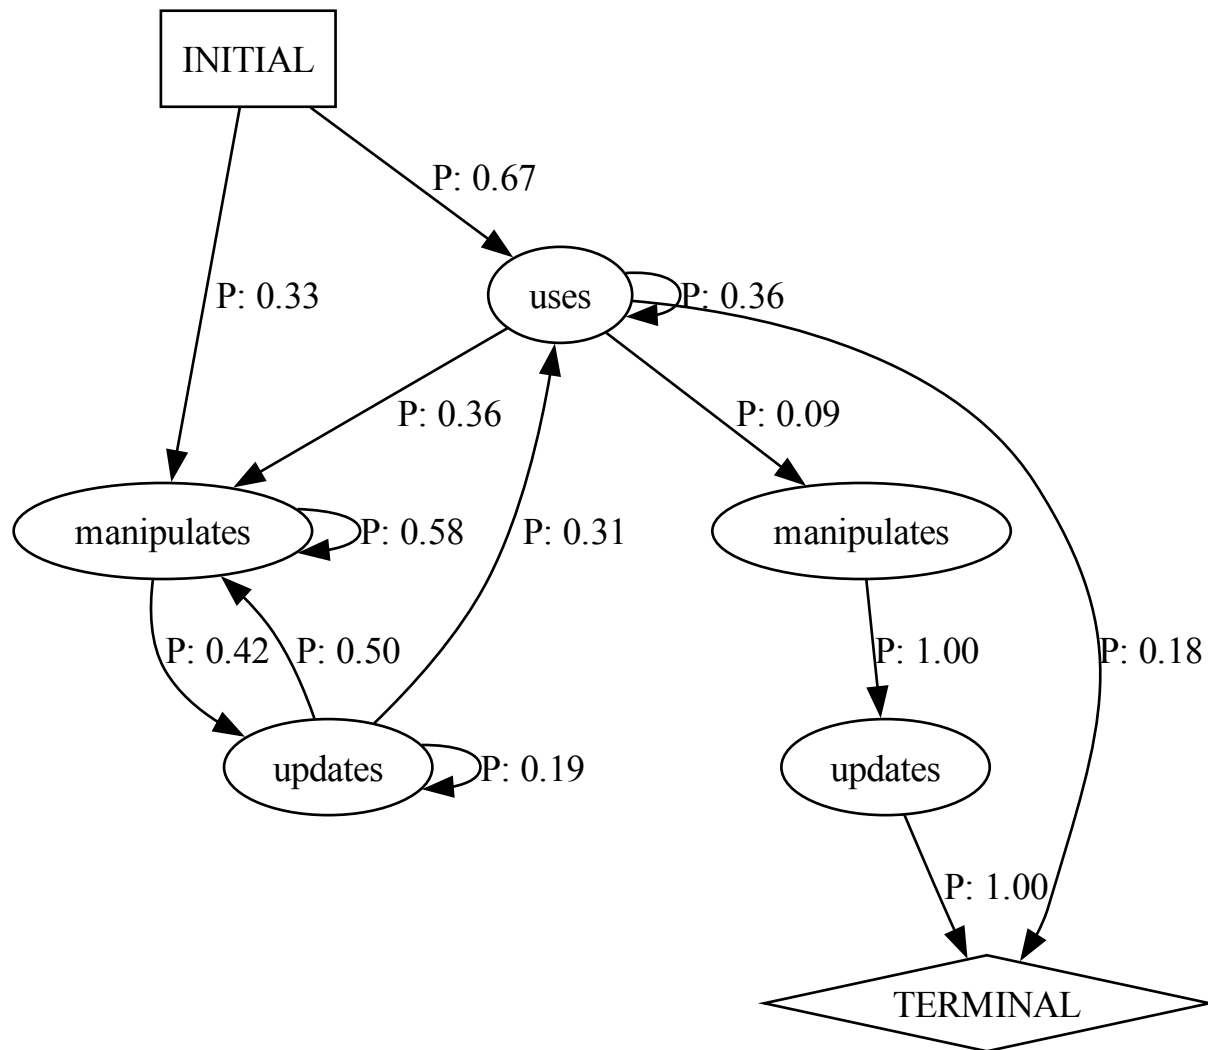 INITIAL
P: 0.67
P: 0.33
uses
P: 0.36
P: 0.36
P: 0.09
manipulates
P: 0.58
P: 0.31
manipulates
P: 0.42
P: 0.50
P: 1.00
P: 0.18
updates
P: 0.19
updates
P: 1.00
TERMINAL